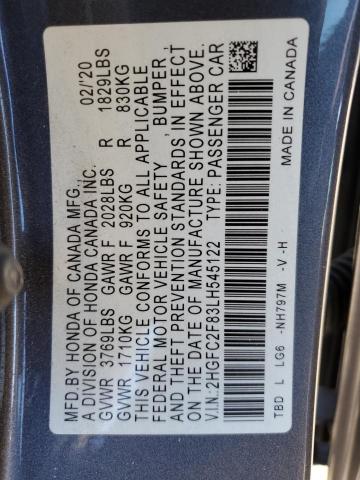 MFD.BY HONDA OF CANADA MFG., 02/'20
A DIVISION OF HONDA CANADA INC.
GVWR 3769LBS GAWR F 2028LBS R 1829LBS
GVWR 1710KG GAWR F 920KG R 830KG
THIS VEHICLE CONFORMS TO ALL APPLICABLE
FEDERAL MOTOR VEHICLE SAFETY, BUMPER,
AND THEFT PREVENTION STANDARDS IN EFFECT
ON THE DATE OF MANUFACTURE SHOWN ABOVE.
V.I.N.:2HGFC2F83LH545122 TYPE: PASSENGER CAR
TBD L LG6 -NH797M -V -H MADE IN CANADA